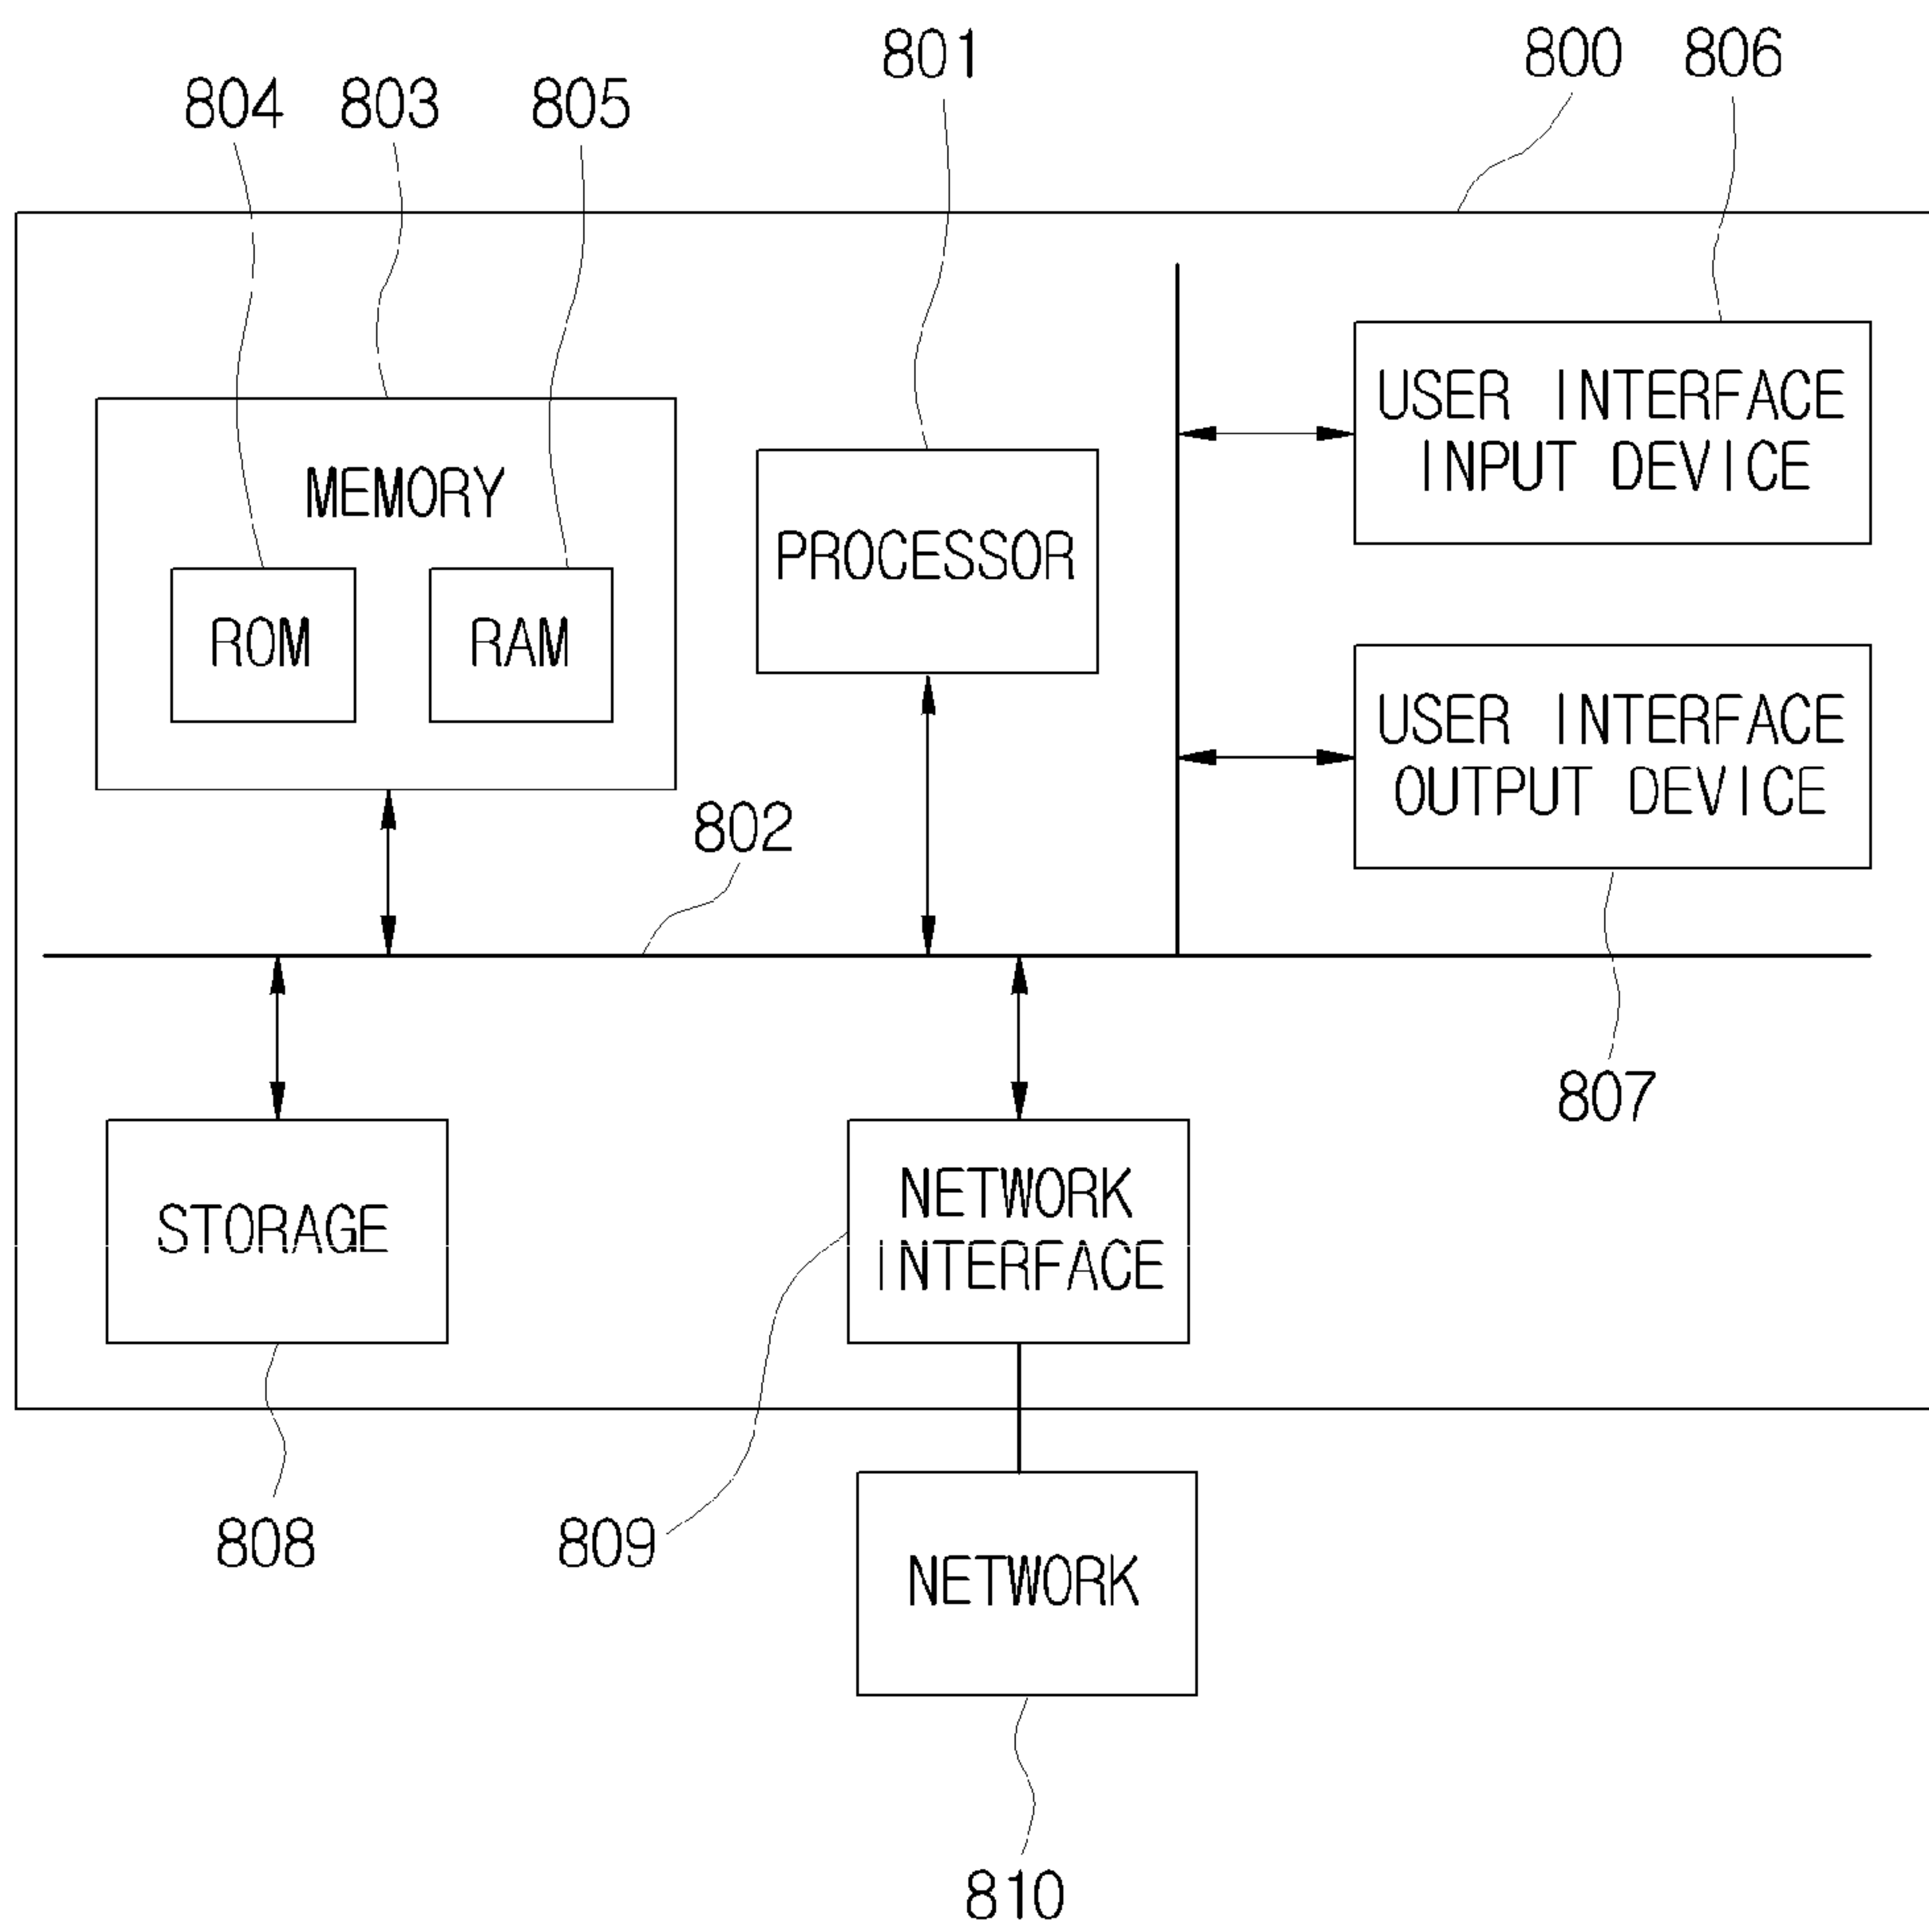 801
800
806
804
803
805
MEMORY
ROM
RAM
PROCESSOR
USER INTERFACE
INPUT DEVICE
USER INTERFACE
OUTPUT DEVICE
802
807
STORAGE
NETWORK
INTERFACE
808
809
NETWORK
810